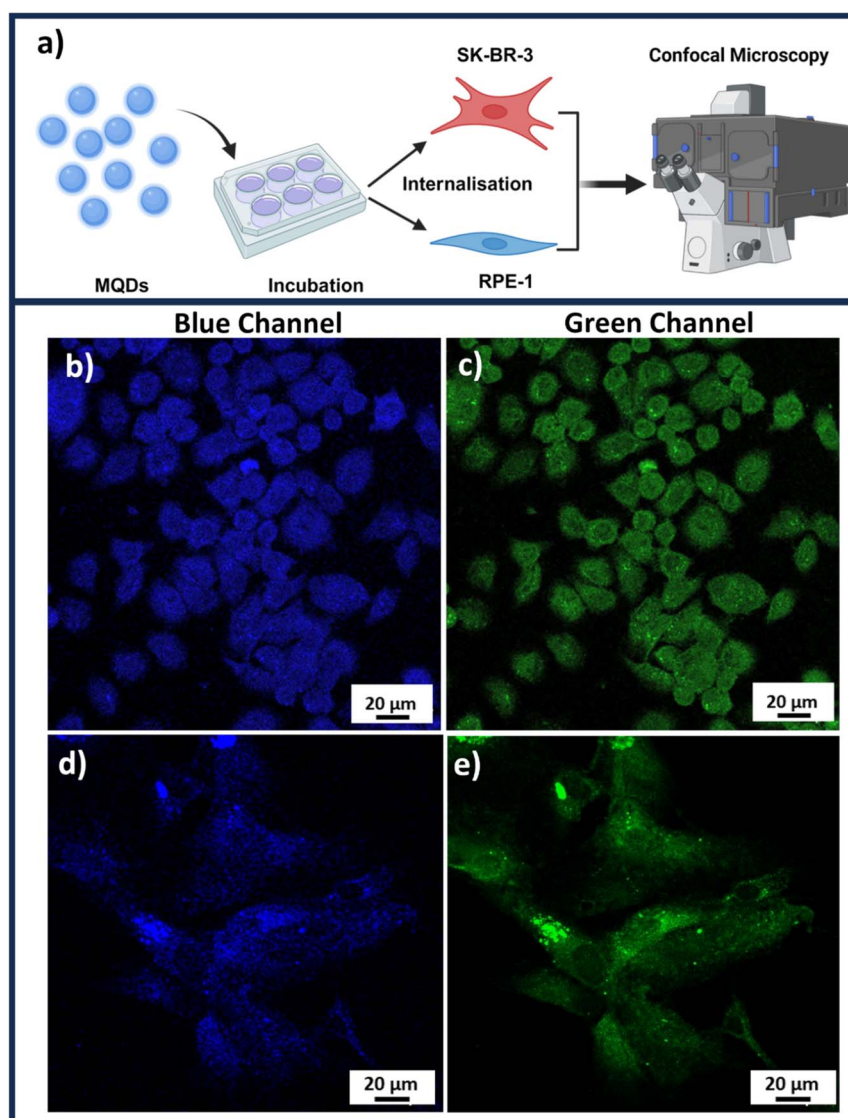 a)
SK-BR-3
Confocal Microscopy
Internalisation
MQDs
Incubation
RPE-1
Blue Channel
Green Channel
b)
c)
20 µm
20 µm
d)
e)
20 µm
20 µm